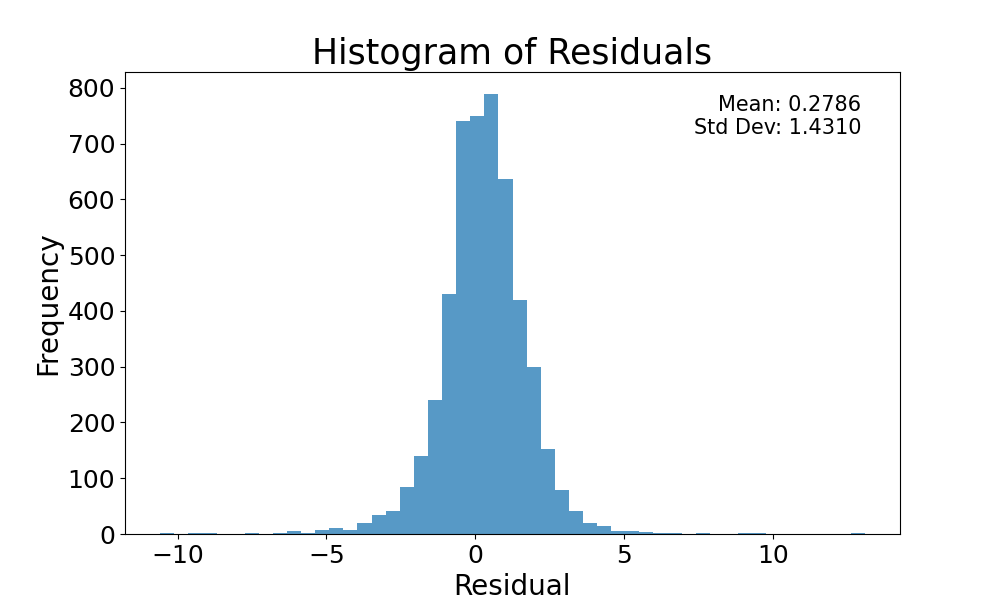 Histogram of Residuals
Mean: 0.2786
Std Dev: 1.4310
800
700
600
500
400
300
200
100
0
Frequency
−10 −5 0 5 10
Residual